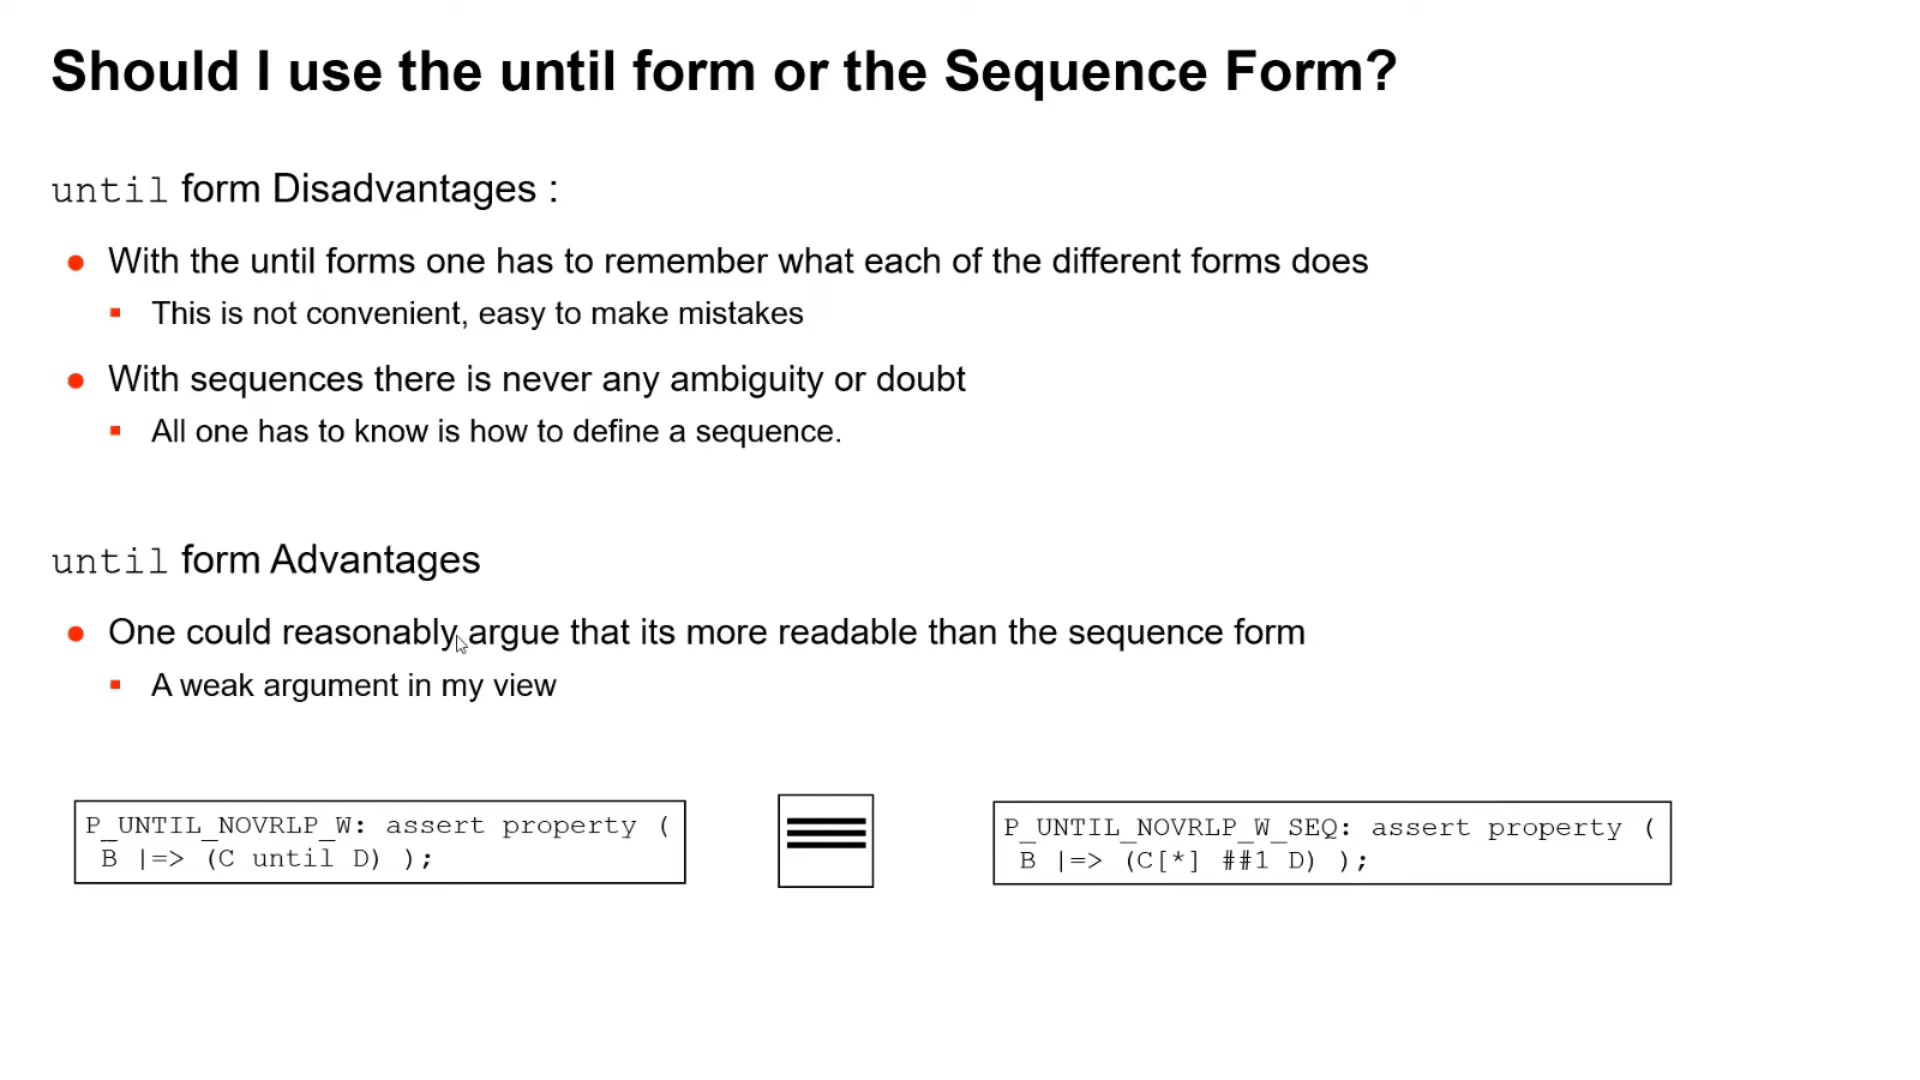 Should I use the until form or the Sequence Form?
until form Disadvantages :
With the until forms one has to remember what each of the different forms does
This is not convenient, easy to make mistakes
With sequences there is never any ambiguity or doubt
All one has to know is how to define a sequence.
until form Advantages
One could reasonably argue that its more readable than the sequence form
A weak argument in my view
P_UNTIL_NOVRLP_W: assert property (
B |=> (C until D) );
P_UNTIL_NOVRLP_W_SEQ: assert property (
B |=> (C[*] ##1 D) );